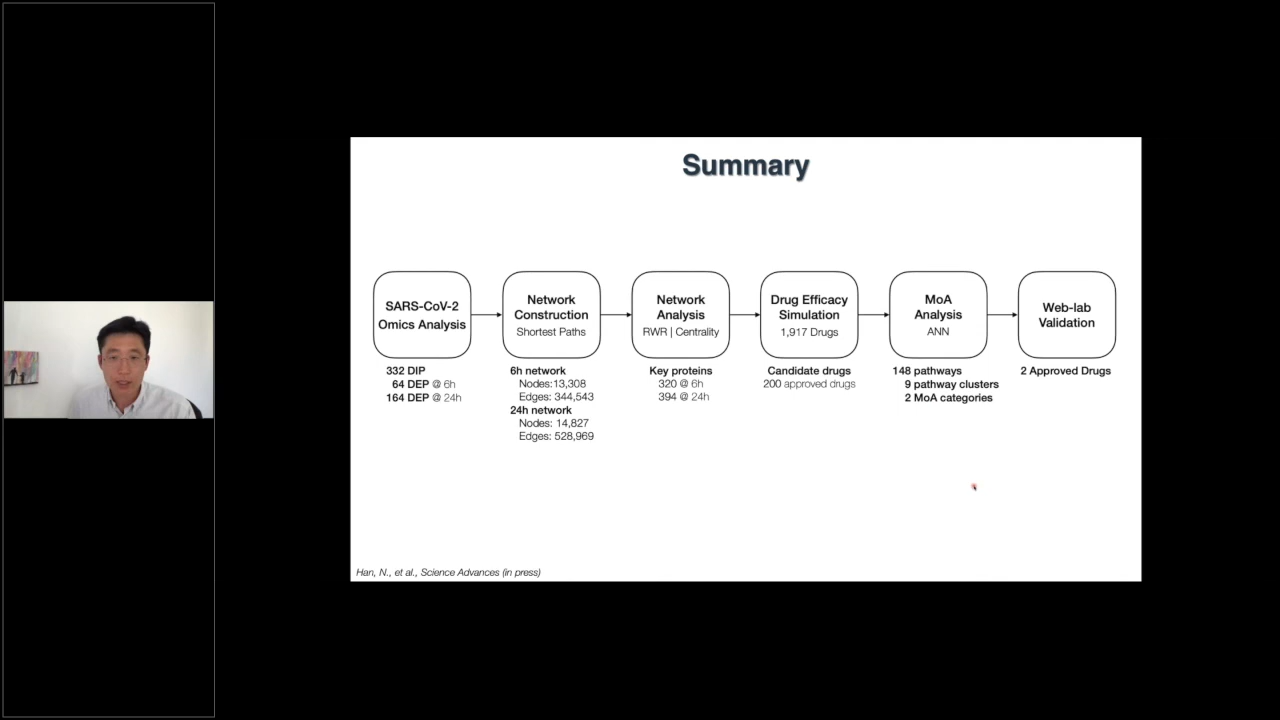 Summary
SARS-CoV-2
Omics Analysis
332 DIP
64 DEP @ 6h
164 DEP @ 24h
Network
Construction
Shortest Paths
6h network
Nodes:13,308
Edges: 344,543
24h network
Nodes: 14,827
Edges: 528,969
Network
Analysis
RWR | Centrality
Key proteins
320 @ 6h
394 @ 24h
Drug Efficacy
Simulation
1,917 Drugs
Candidate drugs
200 approved drugs
MoA
Analysis
ANN
148 pathways
9 pathway clusters
2 MoA categories
Web-lab
Validation
2 Approved Drugs
Han, N., et al., Science Advances (in press)